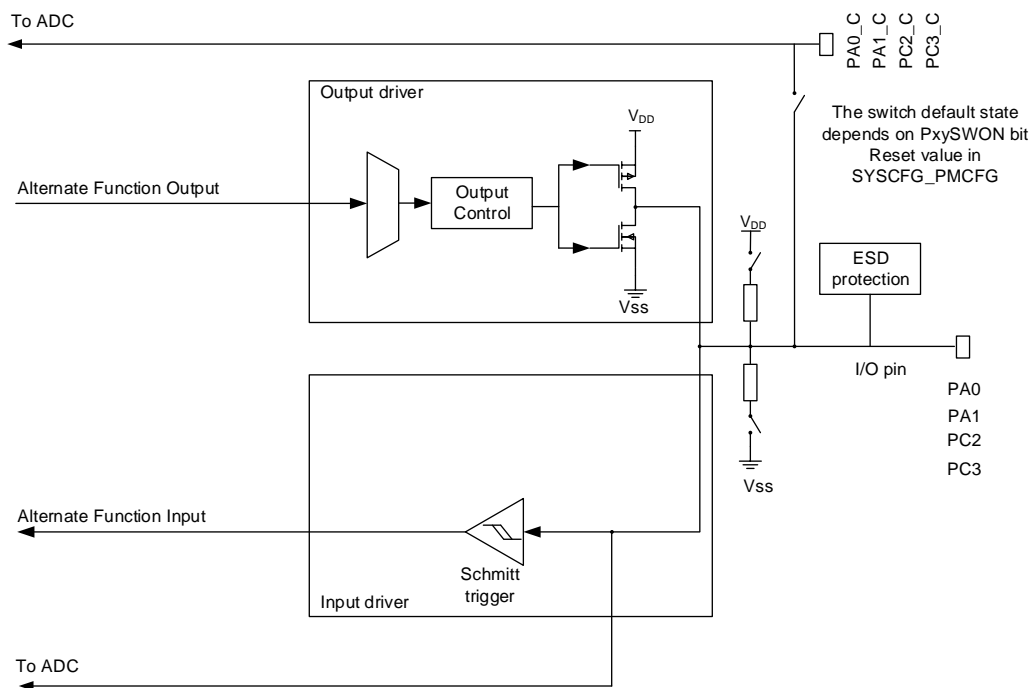 To ADC
PA0_C
PA1_C
PC2_C
PC3_C
Output driver
VDD
The switch default state
depends on PxySWON bit
Reset value in
SYSCFG_PMCFG
Alternate Function Output
Output
Control
VDD
ESD
protection
Vss
I/O pin
PA0
PA1
PC2
PC3
Vss
Alternate Function Input
Schmitt
trigger
Input driver
To ADC